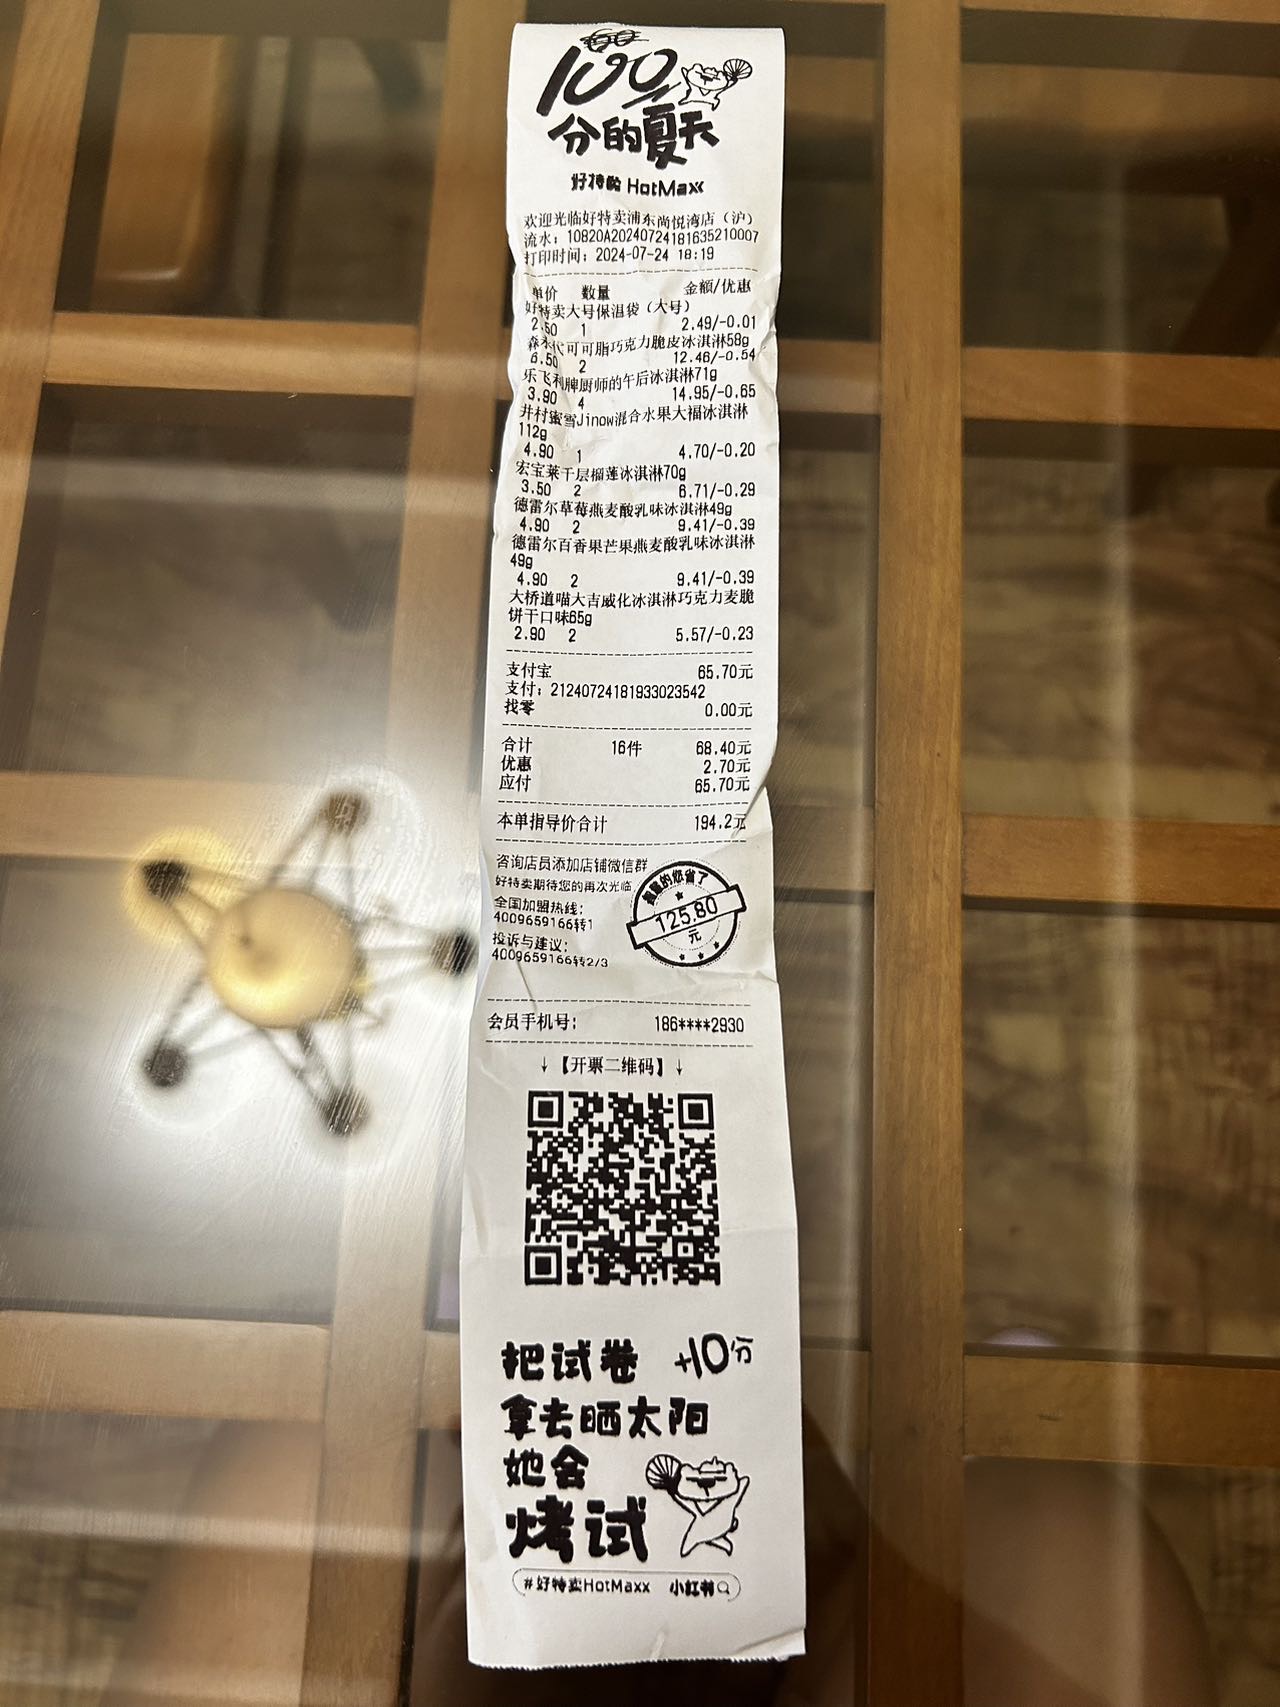 100
分的夏天
好特卖 HotMaxx
欢迎光临好特卖浦东尚悦湾店（沪）
流水：10B20A20240724181635210007
打印时间：2024-07-24 18:19
单价 数量 金额/优惠
好特卖大号保温袋（大号）
2.50 1 2.49/-0.01
森永代可可脂巧克力脆皮冰淇淋58g
6.50 2 12.46/-0.54
乐飞利牌厨师的午后冰淇淋71g
3.90 4 14.95/-0.65
井村蜜雪Jinow混合水果大福冰淇淋
112g
4.90 1 4.70/-0.20
宏宝莱千层榴莲冰淇淋70g
3.50 2 6.71/-0.29
德雷尔草莓燕麦酸乳味冰淇淋49g
4.90 2 9.41/-0.39
德雷尔百香果芒果燕麦酸乳味冰淇淋
49g
4.90 2 9.41/-0.39
大桥道喵大吉威化冰淇淋巧克力麦脆
饼干口味65g
2.90 2 5.57/-0.23
支付宝 65.70元
支付：21240724181933023542
找零 0.00元
合计 16件 68.40元
优惠 2.70元
应付 65.70元
本单指导价合计 194.2元
咨询店员添加店铺微信群
好特卖期待您的再次光临
全国加盟热线：
4009659166转1
投诉与建议：
4009659166转2/3
的您省了
125.80
元
会员手机号： 186****2930
↓【开票二维码】↓
把试卷 +10分
拿去晒太阳
她会
烤试
#好特卖HotMaxx 小红书